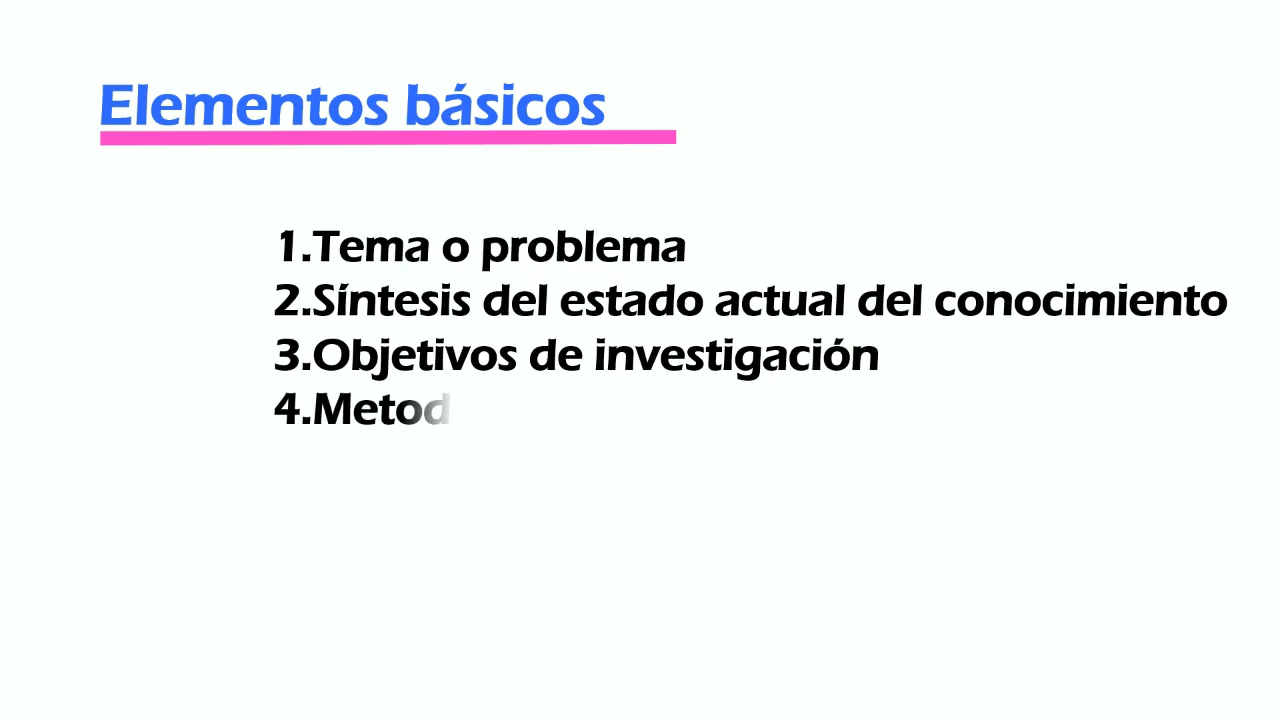 Elementos básicos
1.Tema o problema
2.Síntesis del estado actual del conocimiento
3.Objetivos de investigación
4.Metod